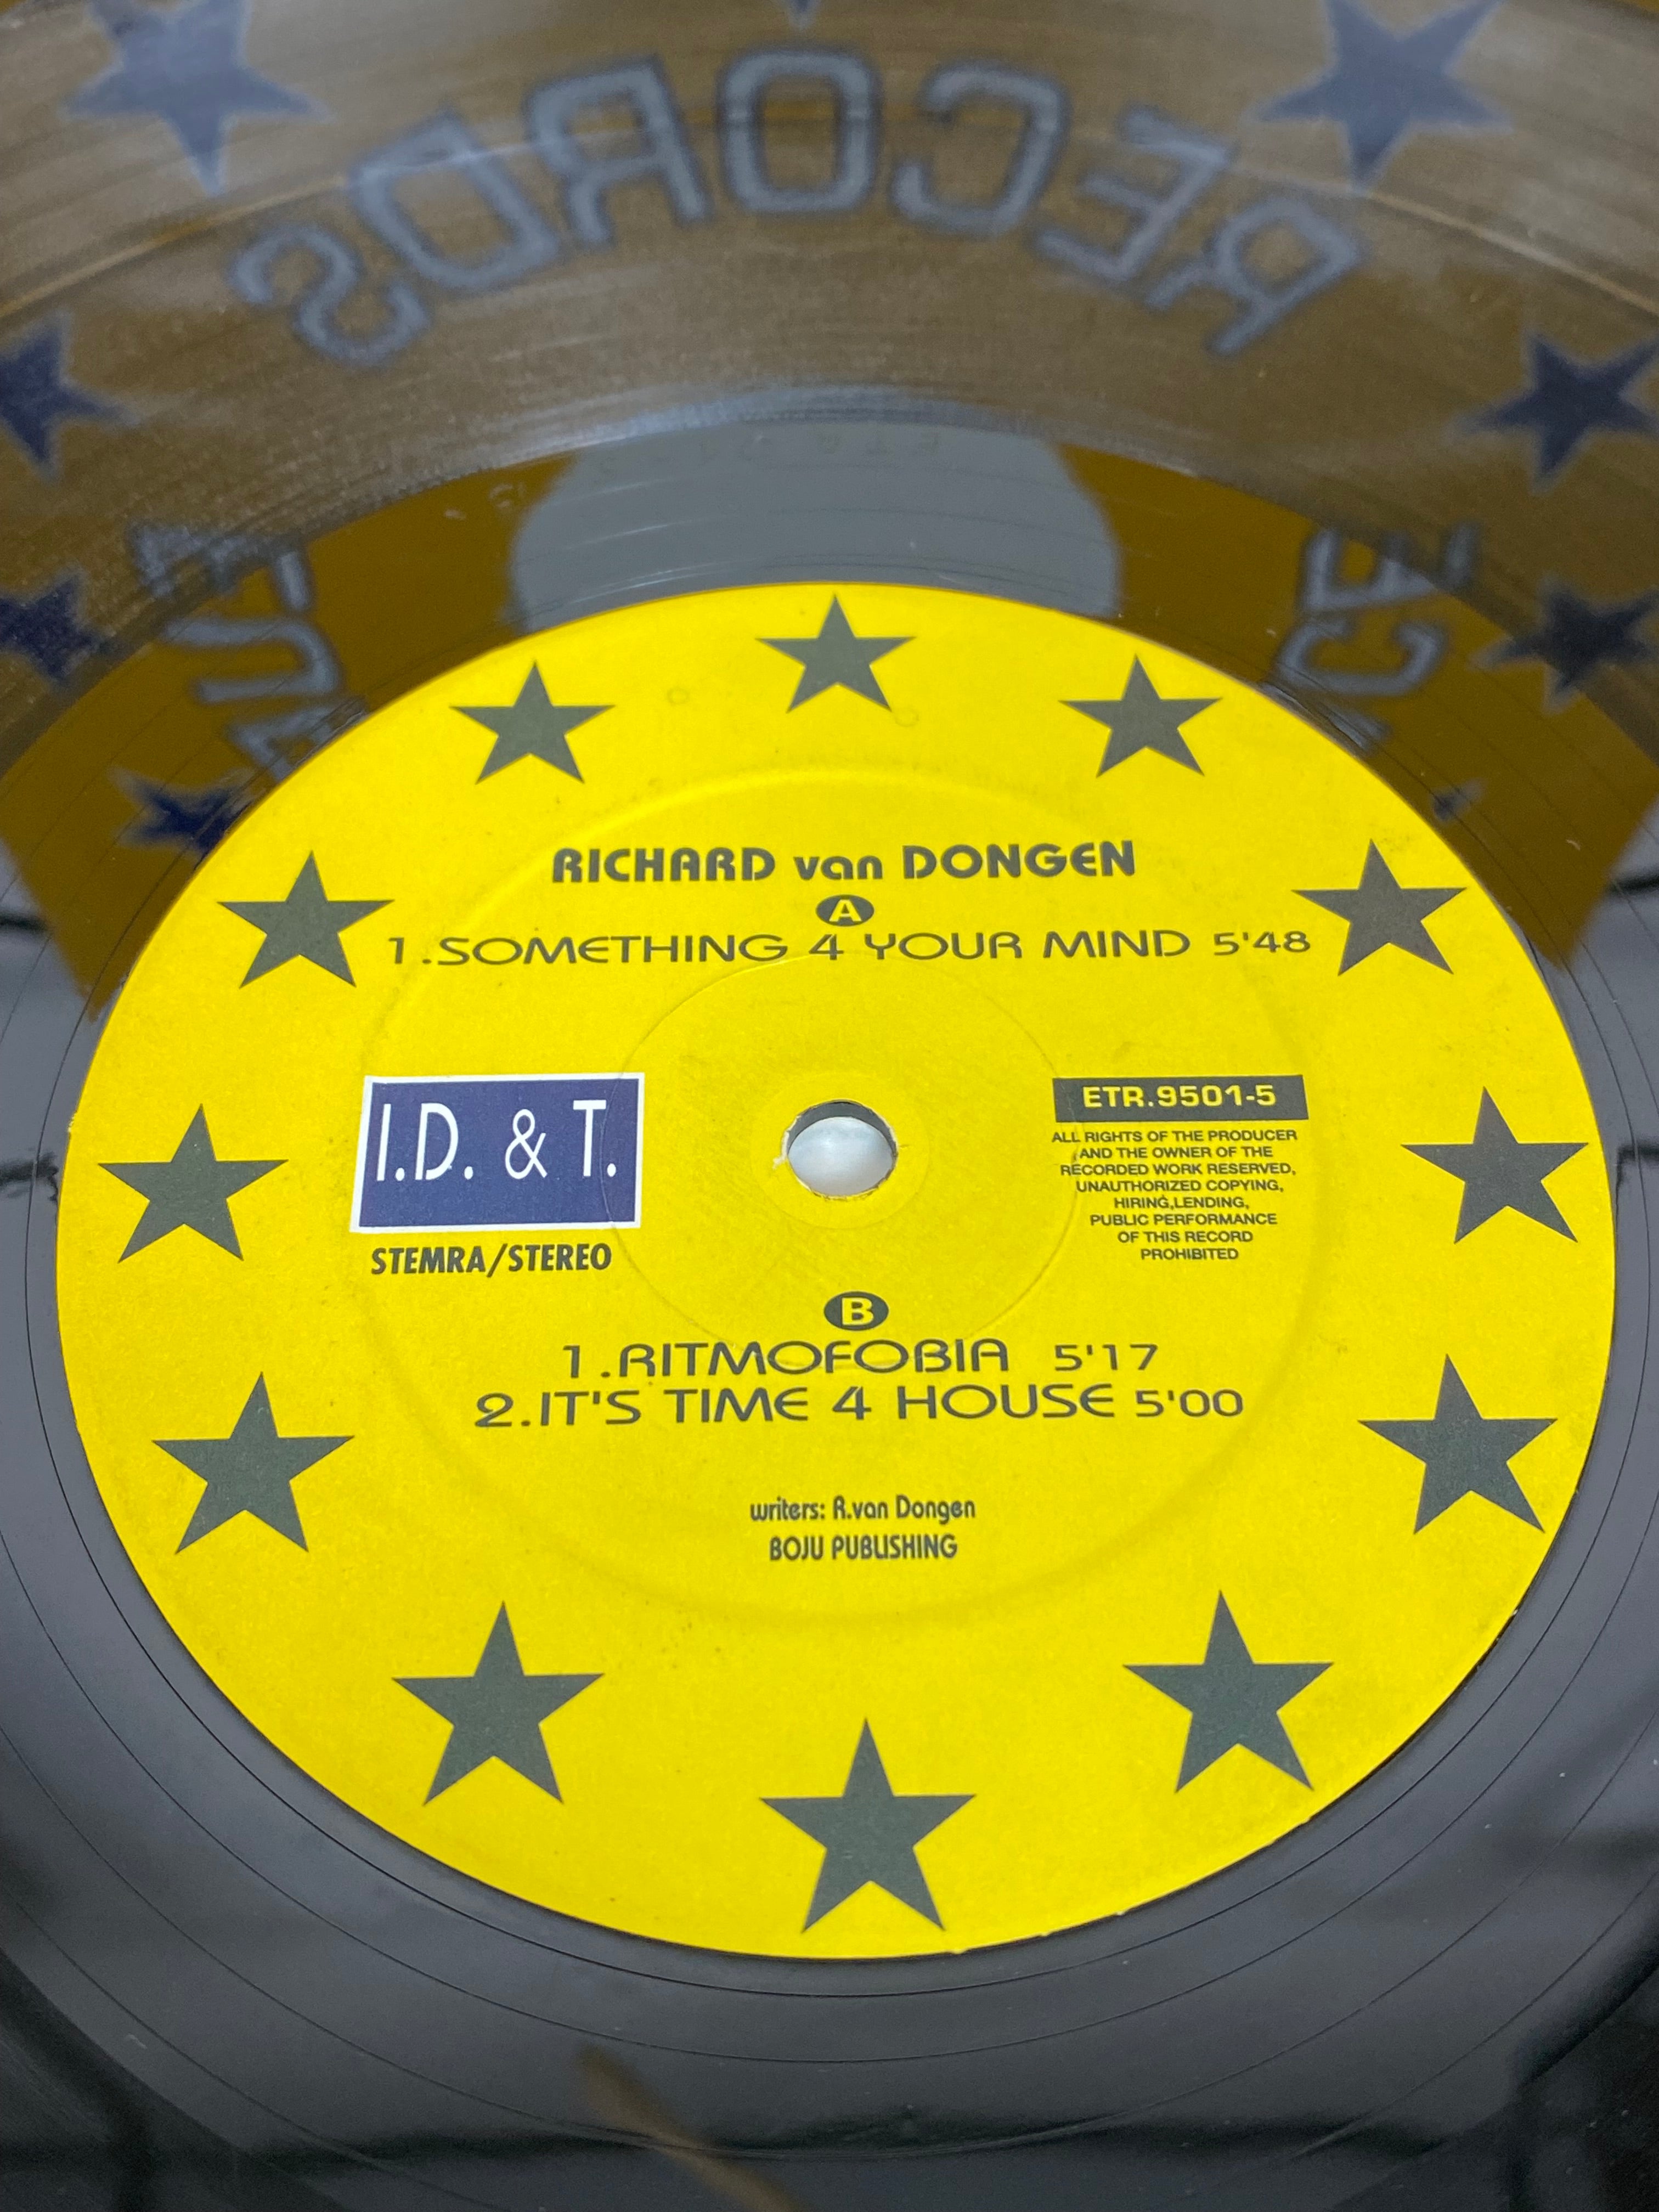 RECORDS
RICHARD van DONGEN
A
1.SOMETHING 4 YOUR MIND 5'48
I.D. & T.
STEMRA/STEREO
ETR.9501-5
ALL RIGHTS OF THE PRODUCER
AND THE OWNER OF THE
RECORDED WORK RESERVED,
UNAUTHORIZED COPYING,
HIRING,LENDING,
PUBLIC PERFORMANCE
OF THIS RECORD
PROHIBITED
B
1.RITMOFOBIA 5'17
2.IT'S TIME 4 HOUSE 5'00
writers: R.van Dongen
BOJU PUBLISHING